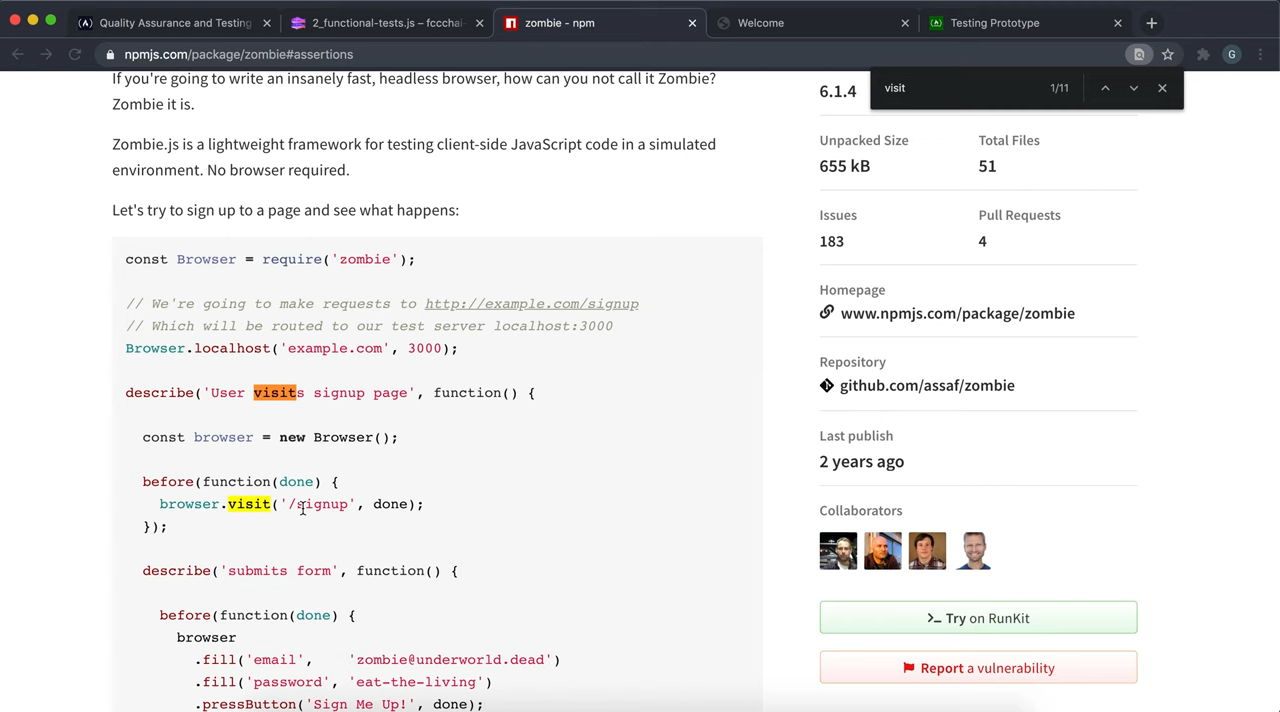 Quality Assurance and Testing
2_functional-tests.js – fccchai-
zombie - npm
Welcome
Testing Prototype
npmjs.com/package/zombie#assertions
G
visit
1/11
If you're going to write an insanely fast, headless browser, how can you not call it Zombie?
Zombie it is.
Zombie.js is a lightweight framework for testing client-side JavaScript code in a simulated
environment. No browser required.
Let's try to sign up to a page and see what happens:
const Browser = require('zombie');
// We're going to make requests to http://example.com/signup
// Which will be routed to our test server localhost:3000
Browser.localhost('example.com', 3000);
describe('User visits signup page', function() {
const browser = new Browser();
before(function(done) {
browser.visit('/signup', done);
});
describe('submits form', function() {
before(function(done) {
browser
.fill('email', 'zombie@underworld.dead')
.fill('password', 'eat-the-living')
.pressButton('Sign Me Up!', done);
6.1.4
Unpacked Size
Total Files
655 kB
51
Issues
Pull Requests
183
4
Homepage
www.npmjs.com/package/zombie
Repository
github.com/assaf/zombie
Last publish
2 years ago
Collaborators
Try on RunKit
Report a vulnerability